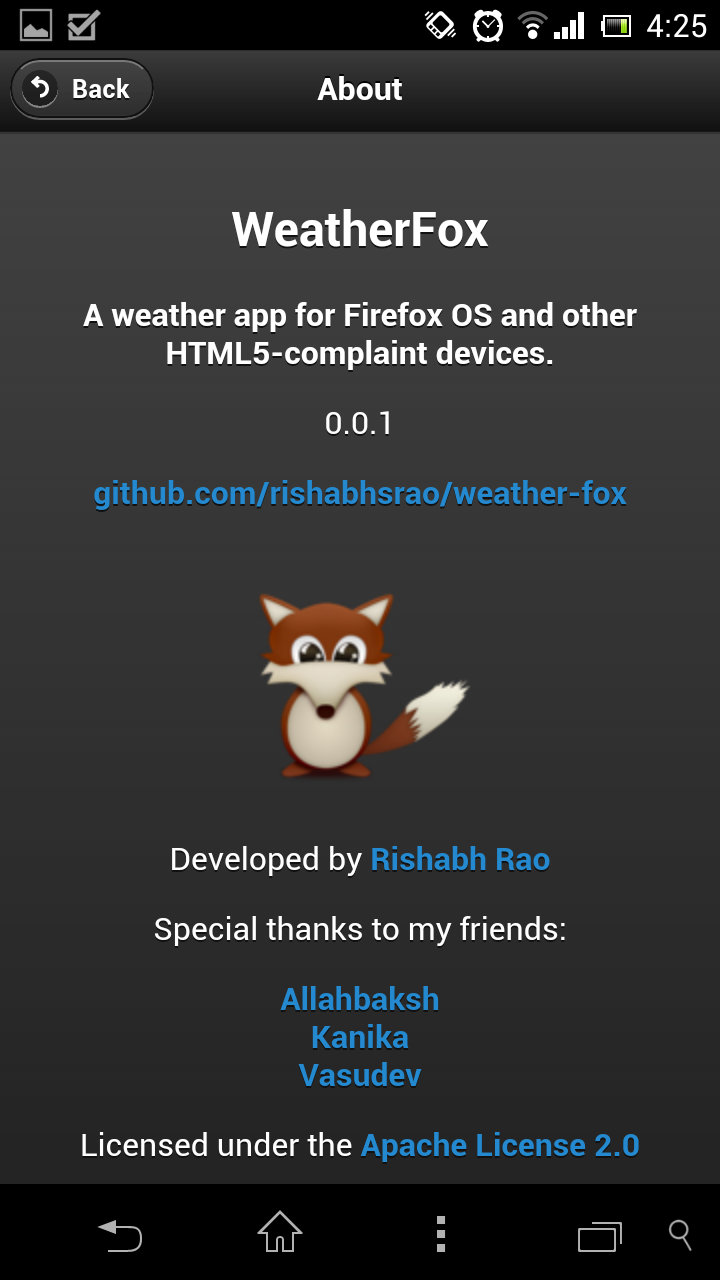 4:25
Back
About
WeatherFox
A weather app for Firefox OS and other
HTML5-complaint devices.
0.0.1
github.com/rishabhsrao/weather-fox
Developed by Rishabh Rao
Special thanks to my friends:
Allahbaksh
Kanika
Vasudev
Licensed under the Apache License 2.0